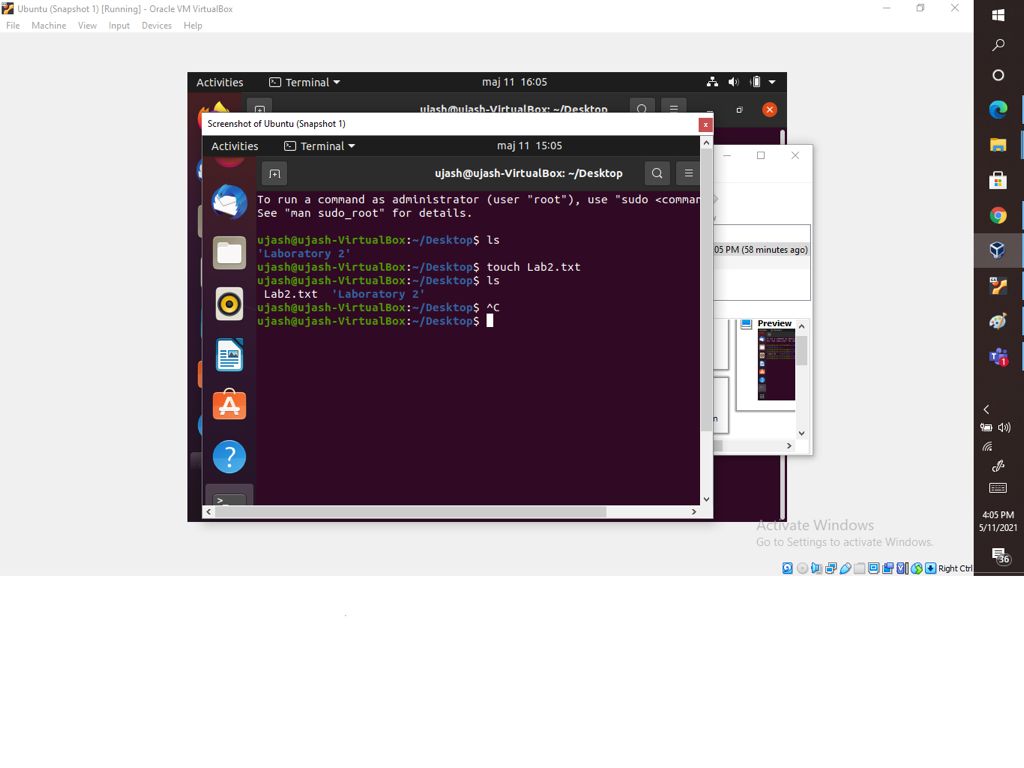 Ubuntu (Snapshot 1) [Running] - Oracle VM VirtualBox
File Machine View Input Devices Help
Activities Terminal maj 11 16:05
ujash@ujash-VirtualBox: ~/Desktop
Screenshot of Ubuntu (Snapshot 1)
x
Activities Terminal maj 11 15:05
ujash@ujash-VirtualBox: ~/Desktop
To run a command as administrator (user "root"), use "sudo <comman
See "man sudo_root" for details.
ujash@ujash-VirtualBox:~/Desktop$ ls
'Laboratory 2'
ujash@ujash-VirtualBox:~/Desktop$ touch Lab2.txt
ujash@ujash-VirtualBox:~/Desktop$ ls
Lab2.txt 'Laboratory 2'
ujash@ujash-VirtualBox:~/Desktop$ ^C
ujash@ujash-VirtualBox:~/Desktop$
05 PM (58 minutes ago)
Preview
n
Activate Windows
Go to Settings to activate Windows.
Right Ctrl
1
4:05 PM
5/11/2021
36